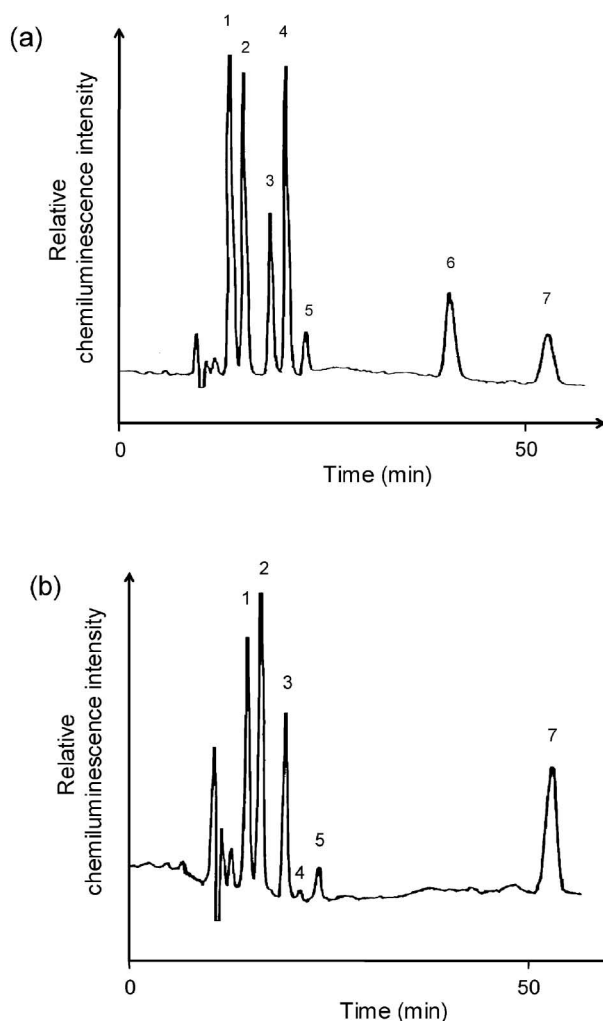 (a)
1
2
4
3
5
6
7
Relative
chemiluminescence intensity
0
50
Time (min)
(b)
2
1
3
4
5
7
Relative
chemiluminescence intensity
0
50
Time (min)